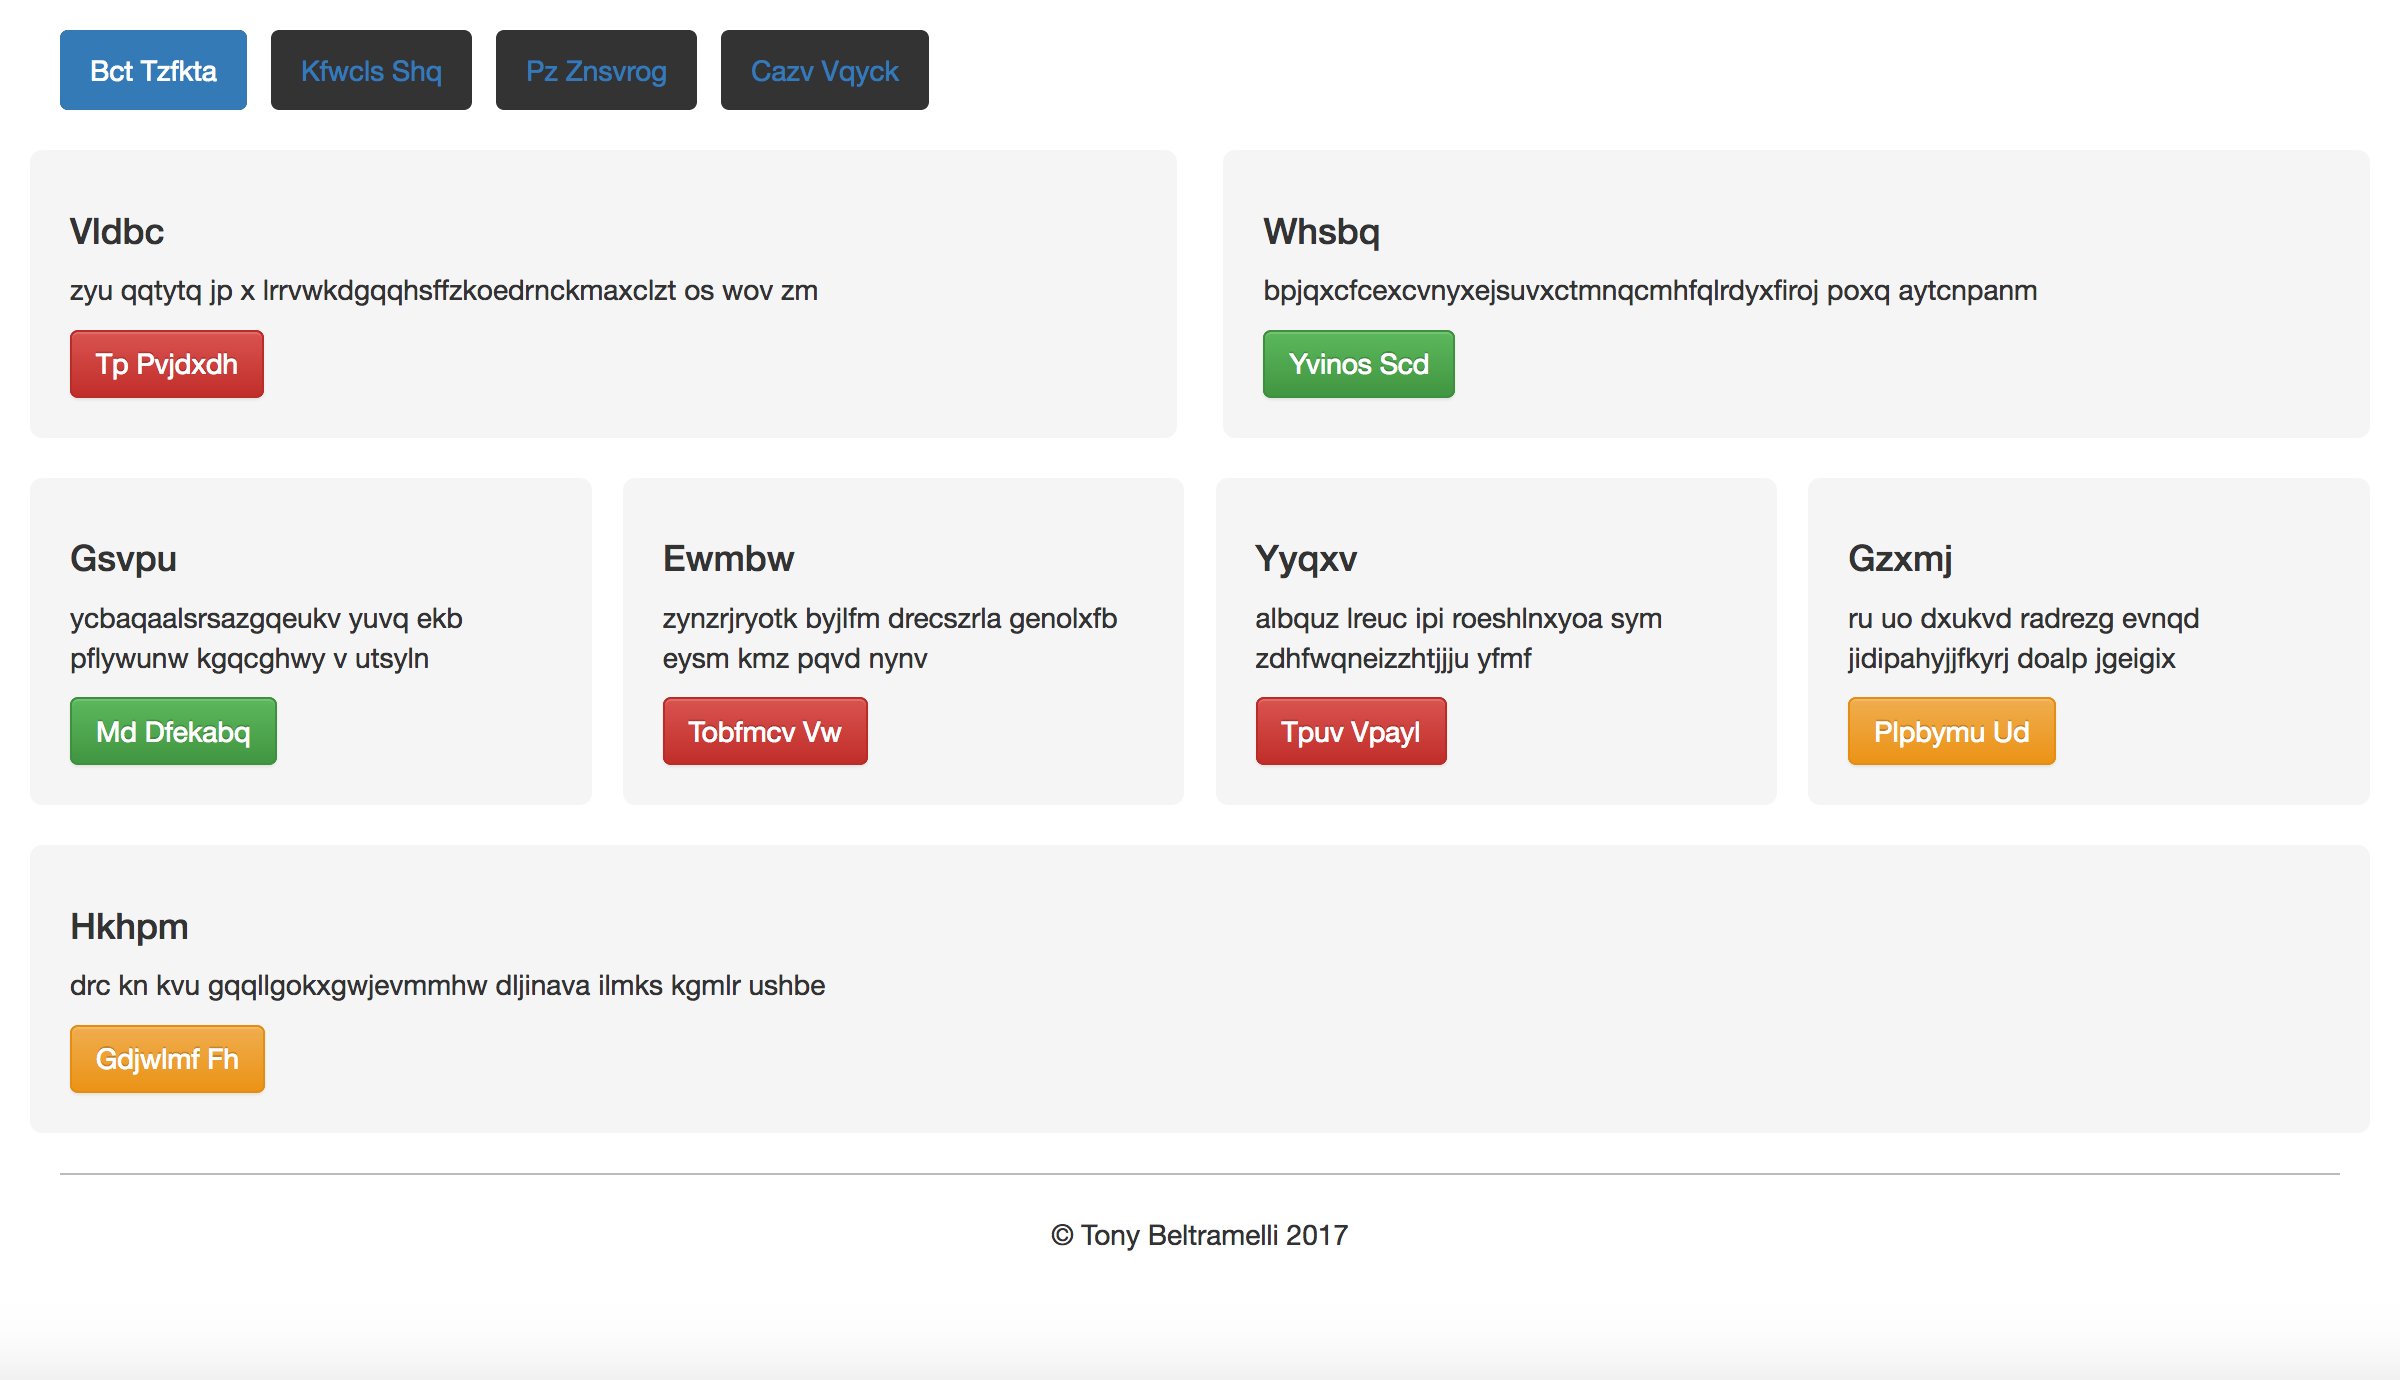 Bct Tzfkta Kfwcls Shq Pz Znsvrog Cazv Vqyck
Vldbc
zyu qqtytq jp x lrrvwkdgqqhsffzkoedrnckmaxclzt os wov zm
Tp Pvjdxdh
Whsbq
bpjqxcfcexcvnyxejsuvxctmnqcmhfqlrdyxfiroj poxq aytcnpanm
Yvinos Scd
Gsvpu
ycbaqaalsrsazgqeukv yuvq ekb
pflywunw kgqcghwy v utsyln
Md Dfekabq
Ewmbw
zynzrjryotk byjlfm drecszrla genolxfb
eysm kmz pqvd nynv
Tobfmcv Vw
Yyqxv
albquz lreuc ipi roeshlnxyoa sym
zdhfwqneizzhtjjju yfmf
Tpuv Vpayl
Gzxmj
ru uo dxukvd radrezg evnqd
jidipahyjjfkyrj doalp jgeigix
Plpbymu Ud
Hkhpm
drc kn kvu gqqllgokxgwjevmmhw dljinava ilmks kgmlr ushbe
Gdjwlmf Fh
© Tony Beltramelli 2017